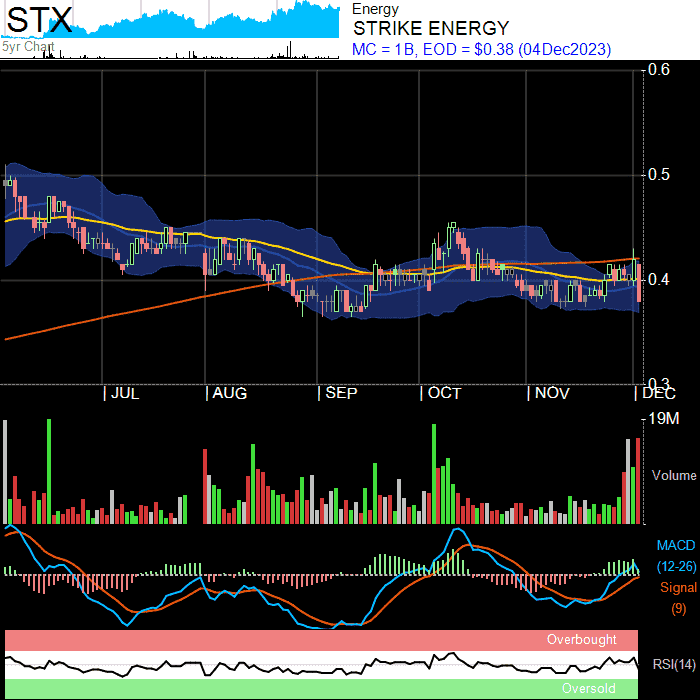 STX
5yr Chart
Energy
STRIKE ENERGY
MC = 1B, EOD = $0.38 (04Dec2023)
0.6
0.5
0.4
0.3
JUL AUG SEP OCT NOV DEC
19M
Volume
MACD
(12-26)
Signal
(9)
Overbought
RSI(14)
Oversold